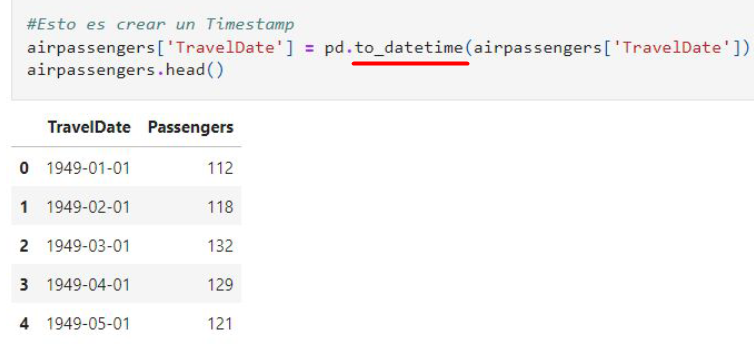 #Esto es crear un Timestamp
airpassengers['TravelDate'] = pd.to_datetime(airpassengers['TravelDate'])
airpassengers.head()
TravelDate Passengers
0 1949-01-01 112
1 1949-02-01 118
2 1949-03-01 132
3 1949-04-01 129
4 1949-05-01 121